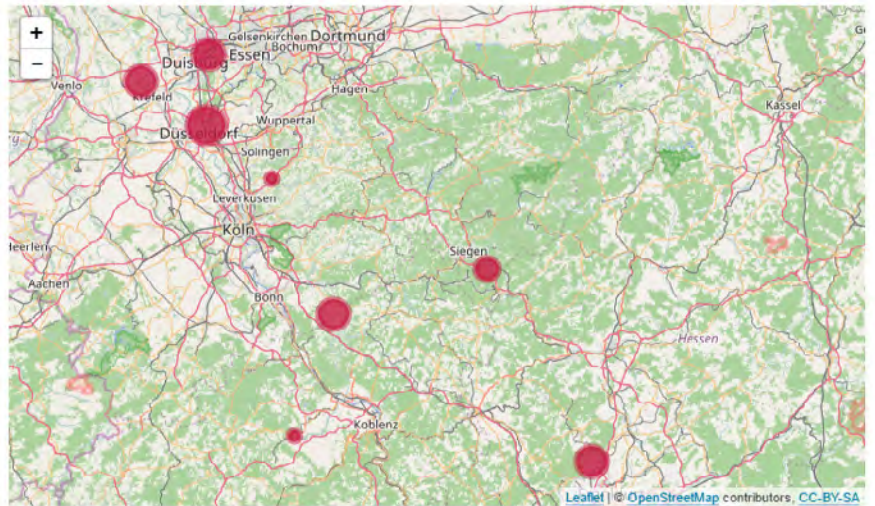 +
−
Gelsenkirchen
Dortmund
Bochum
Essen
Duisburg
Venlo
Krefeld
Hagen
Kassel
Düsseldorf
Wuppertal
Solingen
Leverkusen
Köln
Heerlen
Siegen
Aachen
Bonn
Hessen
Koblenz
Leaflet | © OpenStreetMap contributors, CC-BY-SA